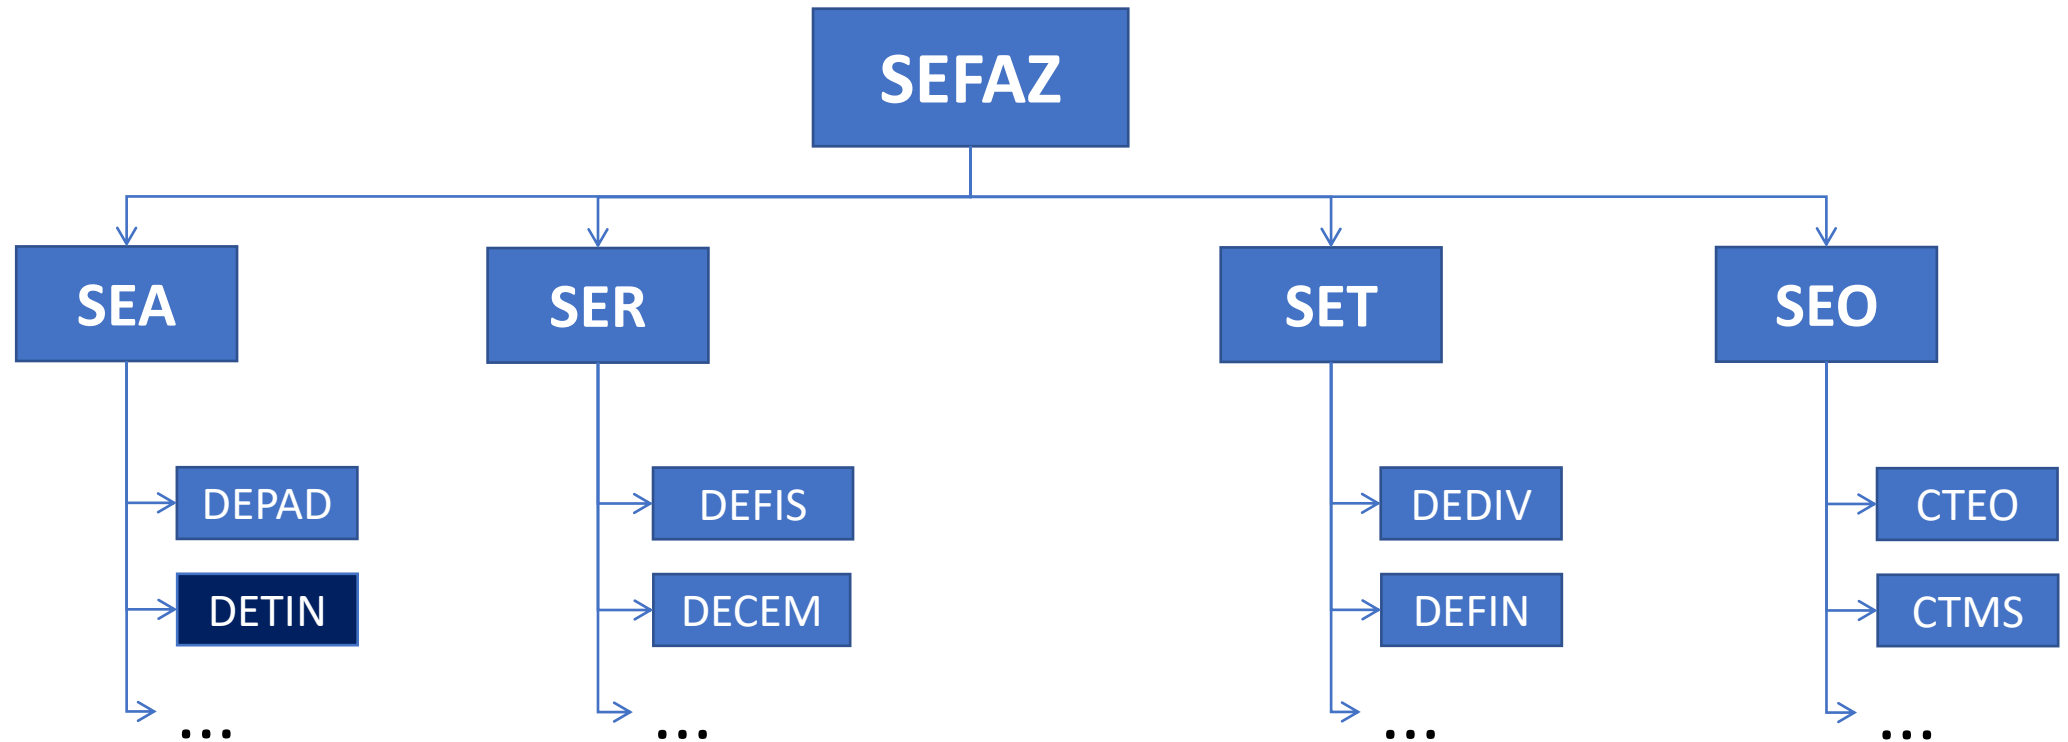 SEFAZ
SEA
SER
SET
SEO
DEPAD
DEFIS
DEDIV
CTEO
DETIN
DECEM
DEFIN
CTMS
...
...
...
...